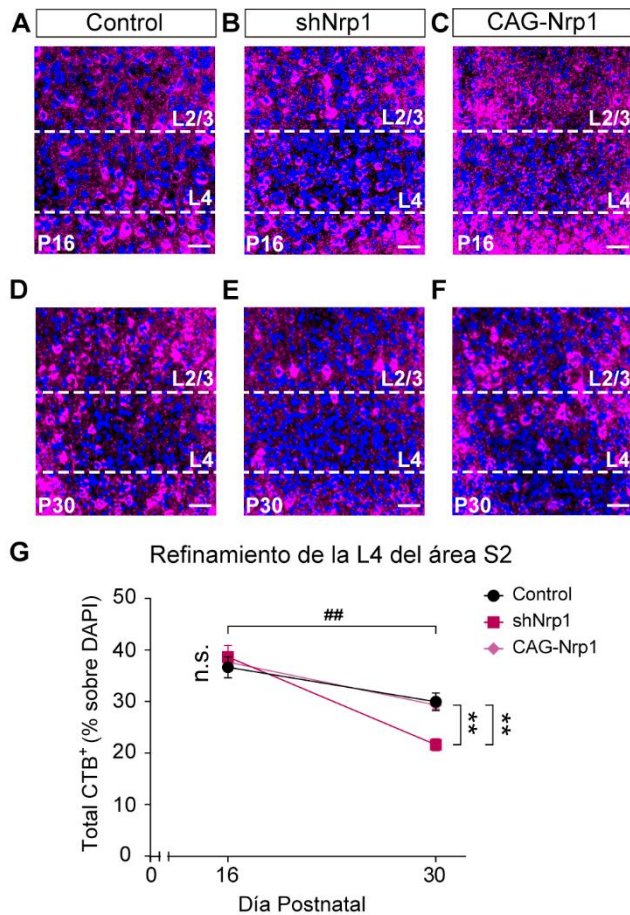 A Control B shNrp1 C CAG-Nrp1
L2/3 L2/3 L2/3
L4 L4 L4
P16 P16 P16
D E F
L2/3 L2/3 L2/3
L4 L4 L4
P30 P30 P30
G Refinamiento de la L4 del área S2
Total CTB+ (% sobre DAPI)
50
40
30
20
10
0
0 16 30
Día Postnatal
n.s.
##
Control
shNrp1
CAG-Nrp1
** **